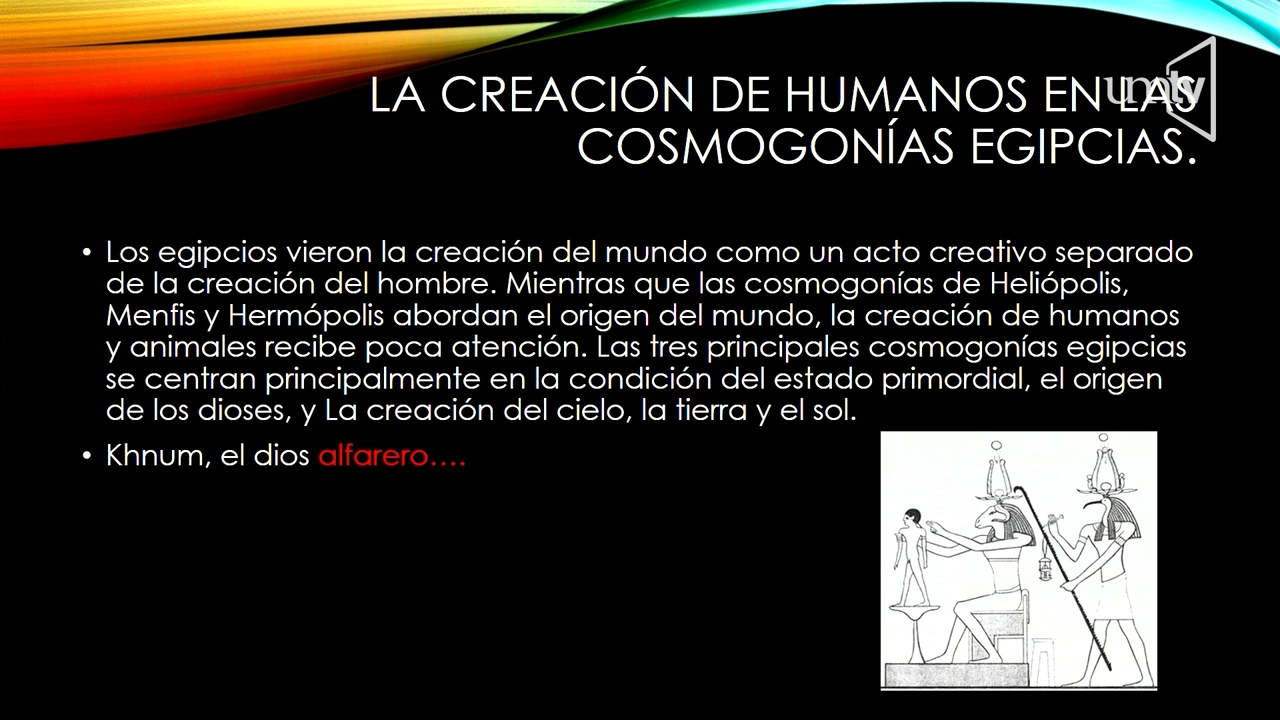 LA CREACIÓN DE HUMANOS EN LAS
COSMOGONÍAS EGIPCIAS.
umtv
• Los egipcios vieron la creación del mundo como un acto creativo separado
de la creación del hombre. Mientras que las cosmogonías de Heliópolis,
Menfis y Hermópolis abordan el origen del mundo, la creación de humanos
y animales recibe poca atención. Las tres principales cosmogonías egipcias
se centran principalmente en la condición del estado primordial, el origen
de los dioses, y La creación del cielo, la tierra y el sol.
• Khnum, el dios alfarero....